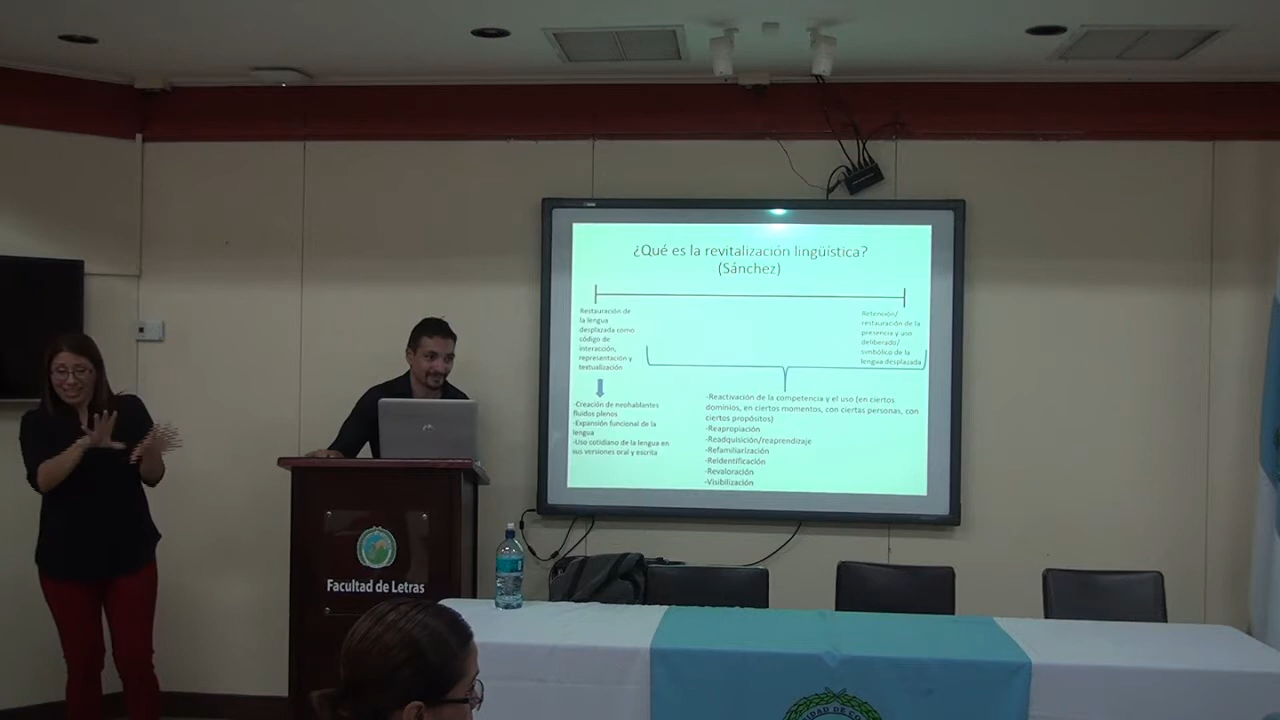 ¿Qué es la revitalización lingüística?
(Sánchez)
Restauración de
la lengua
desplazada como
código de
interacción,
representación y
textualización
Retención/
restauración de la
presencia y uso
deliberado/
simbólico de la
lengua desplazada
-Creación de neohablantes
fluidos plenos
-Expansión funcional de la
lengua
-Uso cotidiano de la lengua en
sus versiones oral y escrita
-Reactivación de la competencia y el uso (en ciertos
dominios, en ciertos momentos, con ciertas personas, con
ciertos propósitos)
-Reapropiación
-Readquisición/reaprendizaje
-Refamiliarización
-Reidentificación
-Revaloración
-Visibilización
hp
Facultad de Letras